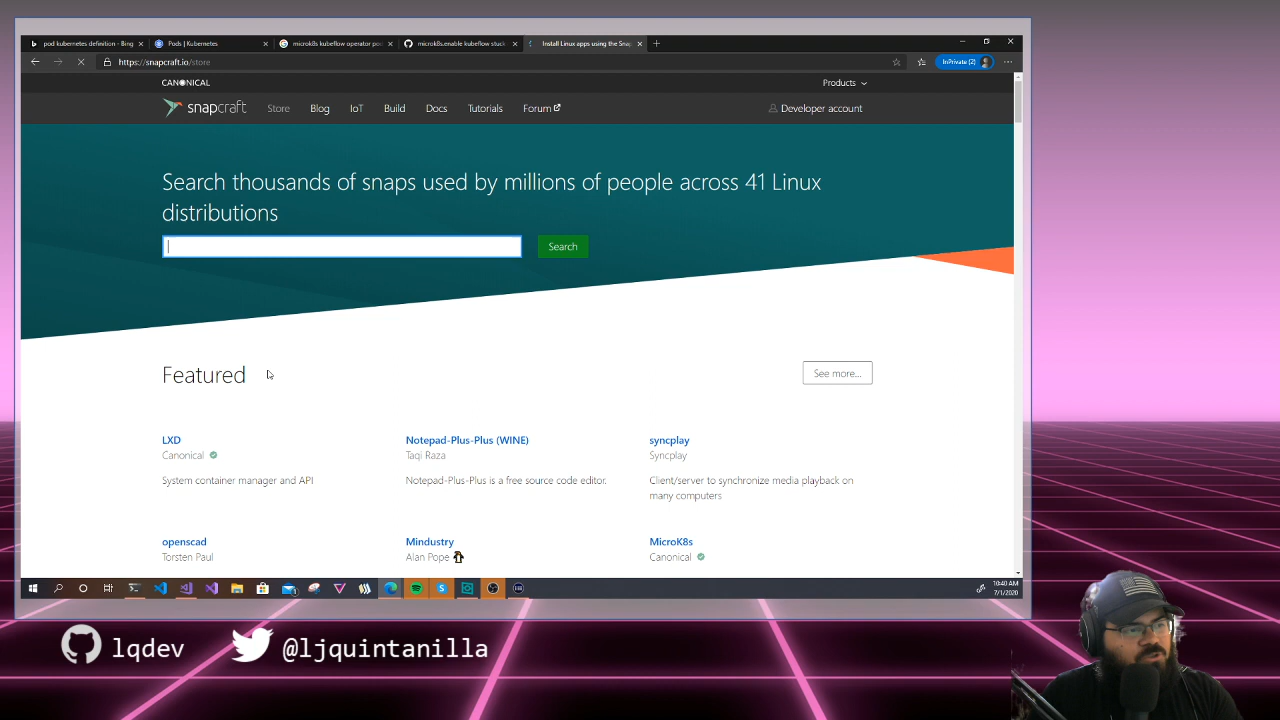 pod kubernetes definition - Bing
Pods | Kubernetes
microk8s kubeflow operator poc
microk8s.enable kubeflow stuck
Install Linux apps using the Snap
https://snapcraft.io/store
InPrivate (2)
CANONICAL
Products
snapcraft
Store
Blog
IoT
Build
Docs
Tutorials
Forum
Developer account
Search thousands of snaps used by millions of people across 41 Linux
distributions
Search
Featured
See more...
LXD
Canonical
System container manager and API
Notepad-Plus-Plus (WINE)
Taqi Raza
Notepad-Plus-Plus is a free source code editor.
syncplay
Syncplay
Client/server to synchronize media playback on
many computers
openscad
Torsten Paul
Mindustry
Alan Pope
MicroK8s
Canonical
10:40 AM
7/1/2020
lqdev
@ljquintanilla